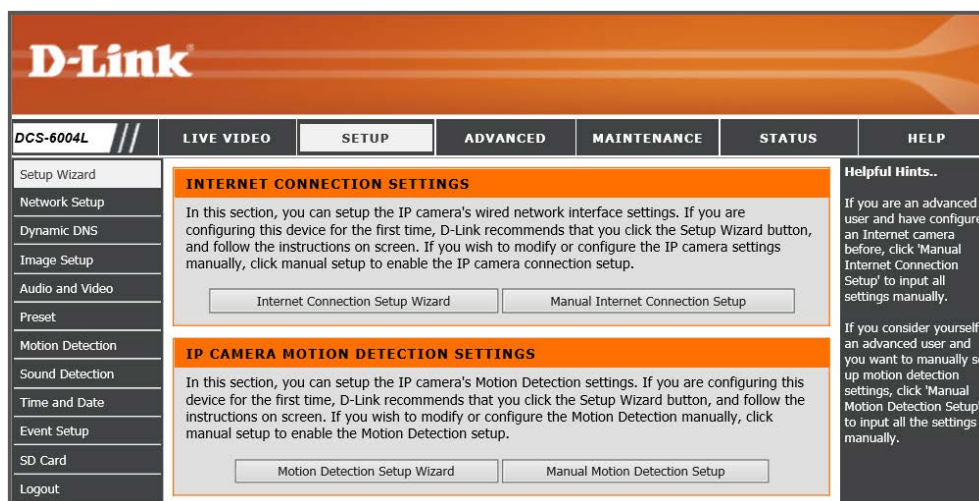 D-Link
DCS-6004L
LIVE VIDEO
SETUP
ADVANCED
MAINTENANCE
STATUS
HELP
Setup Wizard
Network Setup
Dynamic DNS
Image Setup
Audio and Video
Preset
Motion Detection
Sound Detection
Time and Date
Event Setup
SD Card
Logout
INTERNET CONNECTION SETTINGS
In this section, you can setup the IP camera's wired network interface settings. If you are
configuring this device for the first time, D-Link recommends that you click the Setup Wizard button,
and follow the instructions on screen. If you wish to modify or configure the IP camera settings
manually, click manual setup to enable the IP camera connection setup.
Internet Connection Setup Wizard
Manual Internet Connection Setup
IP CAMERA MOTION DETECTION SETTINGS
In this section, you can setup the IP camera's Motion Detection settings. If you are configuring this
device for the first time, D-Link recommends that you click the Setup Wizard button, and follow the
instructions on screen. If you wish to modify or configure the Motion Detection manually, click
manual setup to enable the Motion Detection setup.
Motion Detection Setup Wizard
Manual Motion Detection Setup
Helpful Hints..
If you are an advanced
user and have configure
an Internet camera
before, click 'Manual
Internet Connection
Setup' to input all
settings manually.
If you consider yourself
an advanced user and
you want to manually s
up motion detection
settings, click 'Manual
Motion Detection Setup'
to input all the settings
manually.